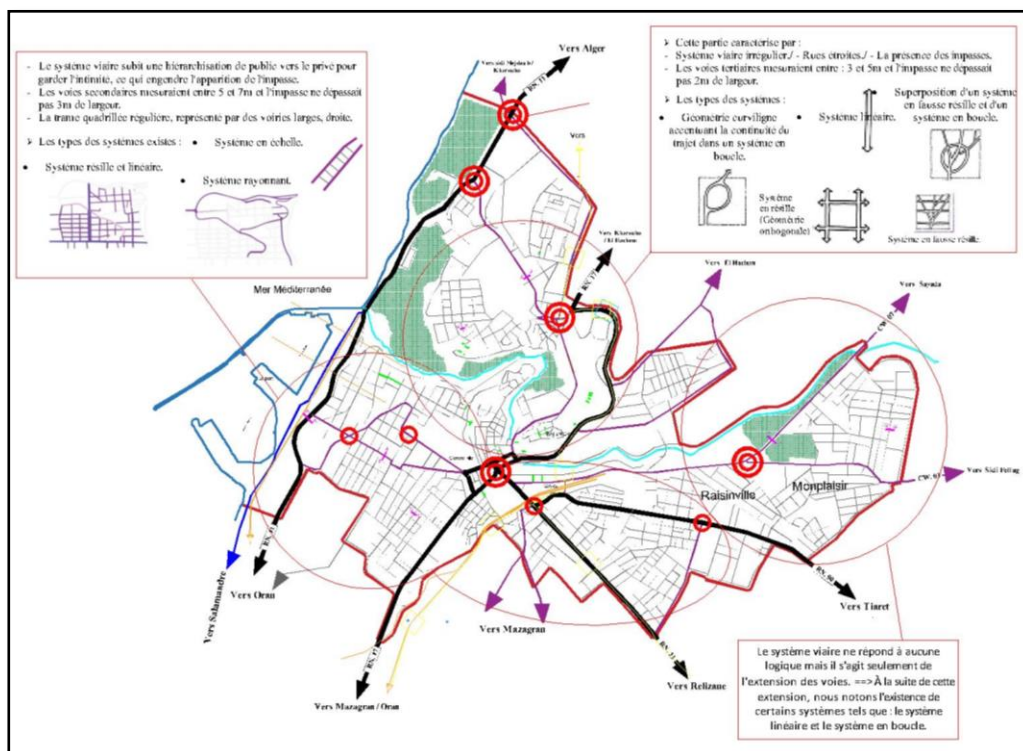 - Le système viaire subit une hiérarchisation de public vers le privé pour
garder l'intimité, ce qui engendre l'apparition de l'impasse.
- Les voies secondaires mesuraient entre 5 et 7m et l'impasse ne dépassait
pas 3m de largeur.
- La trame quadrillée régulière, représenté par des voiries larges, droite.
➢ Les types des systèmes existes :
• Système en échelle.
• Système résille et linéaire.
• Système rayonnant.
➢ Cette partie caractérise par :
- Système viaire irrégulier./ - Rues étroites./ - La présence des impasses.
- Les voies tertiaires mesuraient entre : 3 et 5m et l'impasse ne dépassait
pas 2m de largeur.
➢ Les types des systèmes :
• Géométrie curviligne
accentuant la continuité du
trajet dans un système en
boucle.
• Système linéaire.
Superposition d'un système
en fausse résille et d'un
système en boucle.
Système
en résille
(Géométrie
orthogonale)
Système en fausse résille.
Vers Alger
RN. 11
Vers
RN. 17
Mer Méditerranée
Vers El Hachem
Vers Sayada
CW. 07
Vers Sidi Fellag
Raisinville
Monplaisir
Vers Salamandre
Vers Oran
Vers Mazagran
Vers Mazagran / Oran
RN. 17
Vers Relizane
Vers Tiaret
Le système viaire ne répond à aucune
logique mais il s'agit seulement de
l'extension des voies. ==> À la suite de cette
extension, nous notons l'existence de
certains systèmes tels que : le système
linéaire et le système en boucle.